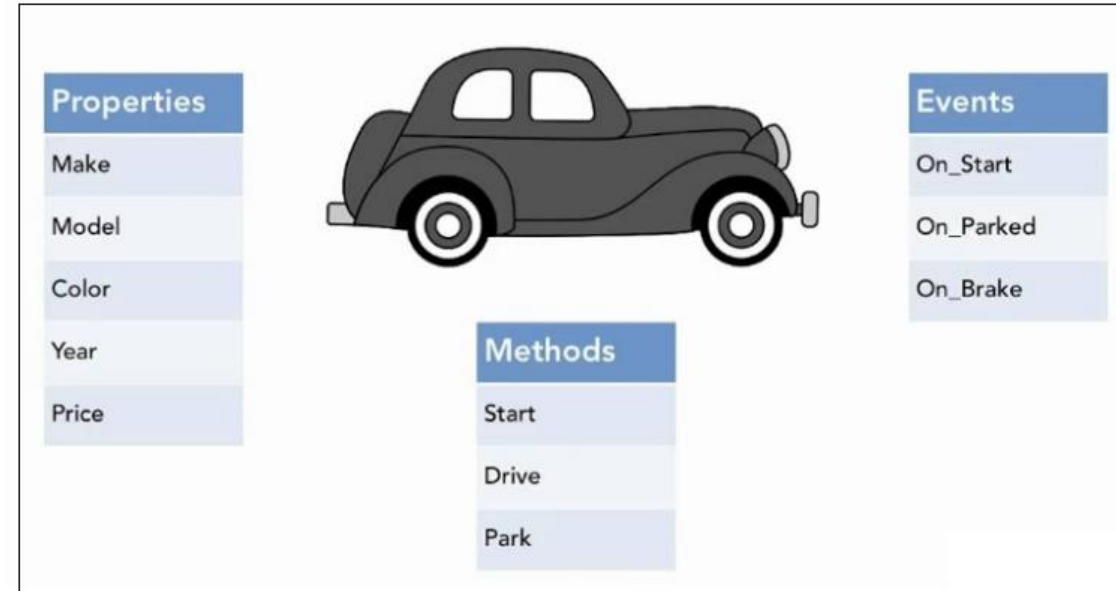 Properties
Make
Model
Color
Year
Price
Methods
Start
Drive
Park
Events
On_Start
On_Parked
On_Brake